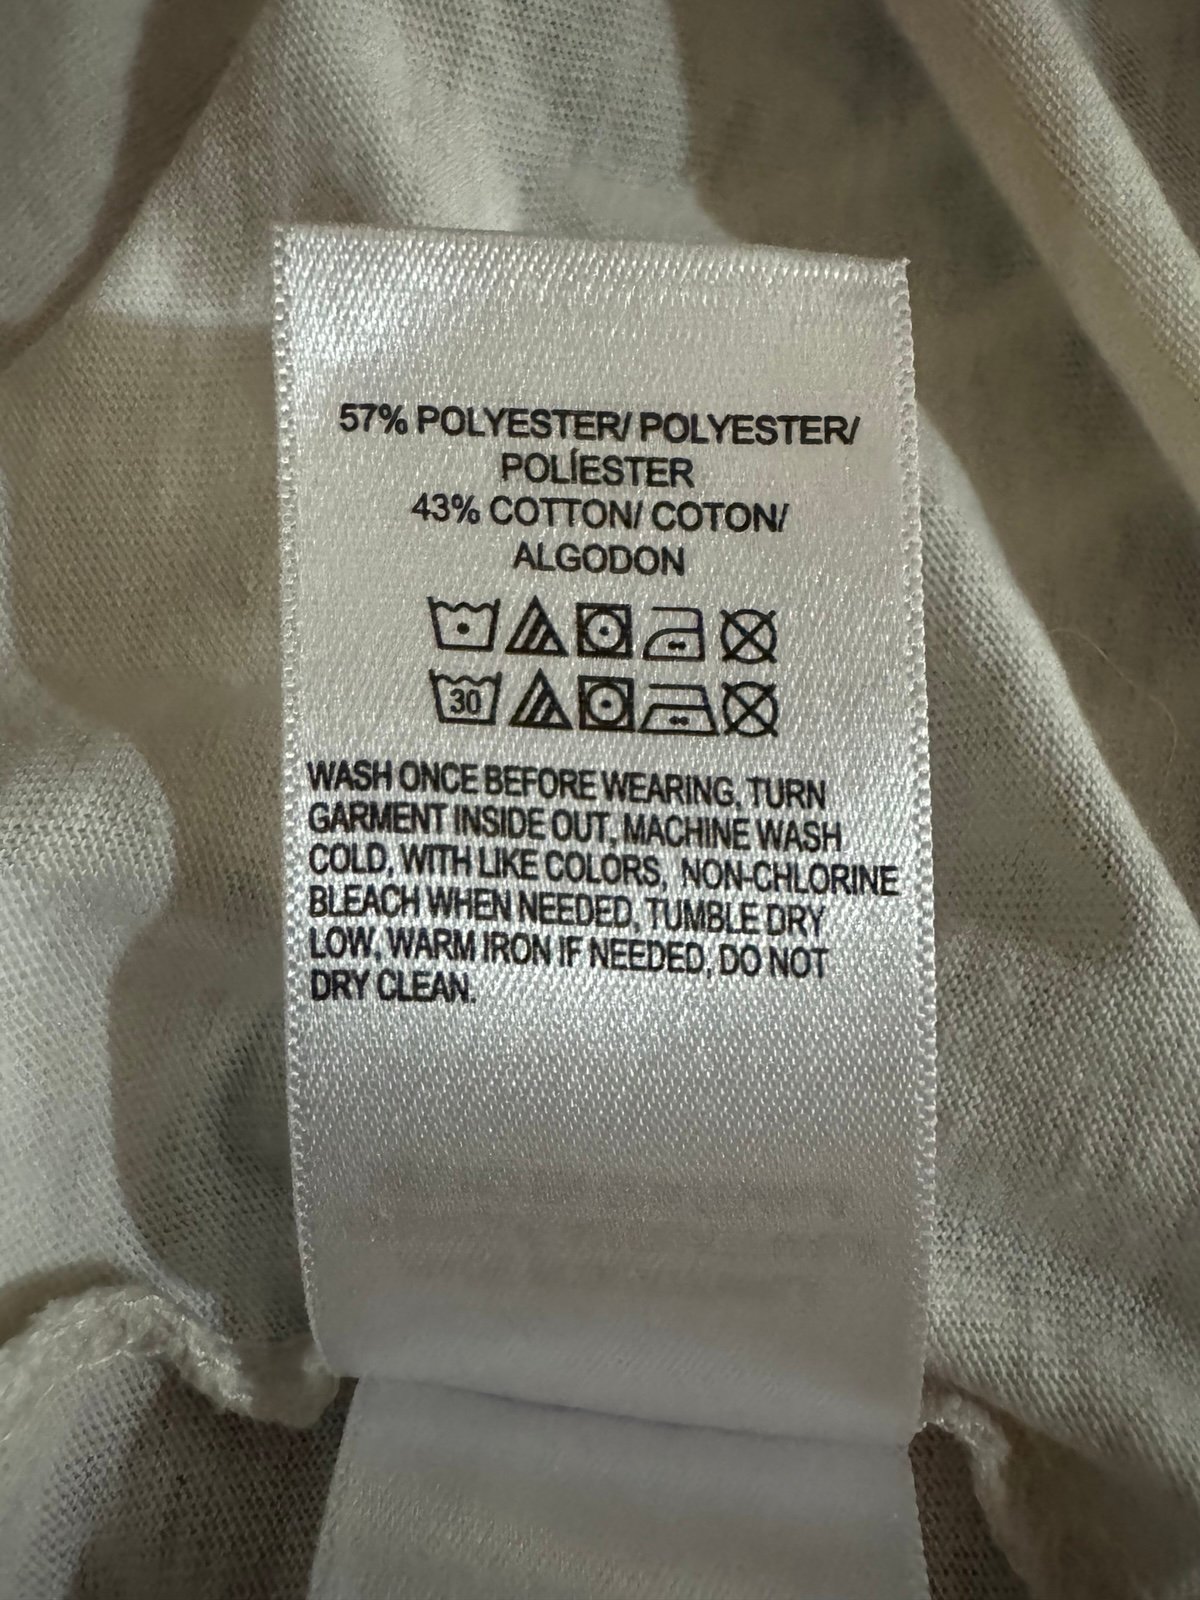 57% POLYESTER/ POLYESTER/
POLÍESTER
43% COTTON/ COTON/
ALGODON
30
WASH ONCE BEFORE WEARING, TURN
GARMENT INSIDE OUT, MACHINE WASH
COLD, WITH LIKE COLORS, NON-CHLORINE
BLEACH WHEN NEEDED, TUMBLE DRY
LOW, WARM IRON IF NEEDED, DO NOT
DRY CLEAN.